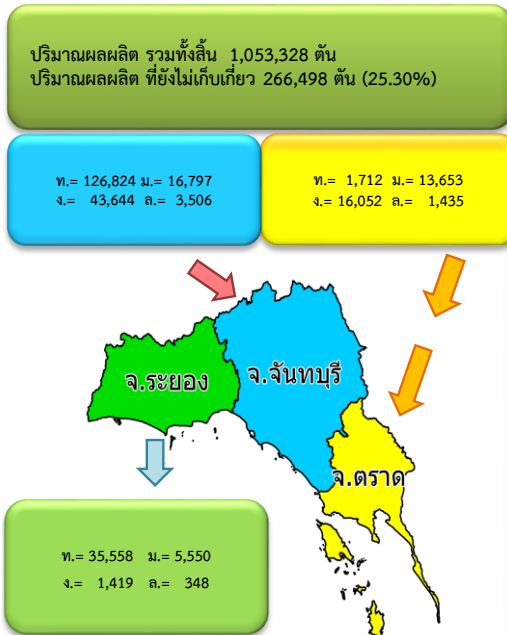 ปริมาณผลผลิต รวมทั้งสิ้น 1,053,328 ตัน
ปริมาณผลผลิต ที่ยังไม่เก็บเกี่ยว 266,498 ตัน (25.30%)
ท.= 126,824 ม.= 16,797
ง.= 43,644 ล.= 3,506
ท.= 1,712 ม.= 13,653
ง.= 16,052 ล.= 1,435
จ.ระยอง
จ.จันทบุรี
จ.ตราด
ท.= 35,558 ม.= 5,550
ง.= 1,419 ล.= 348